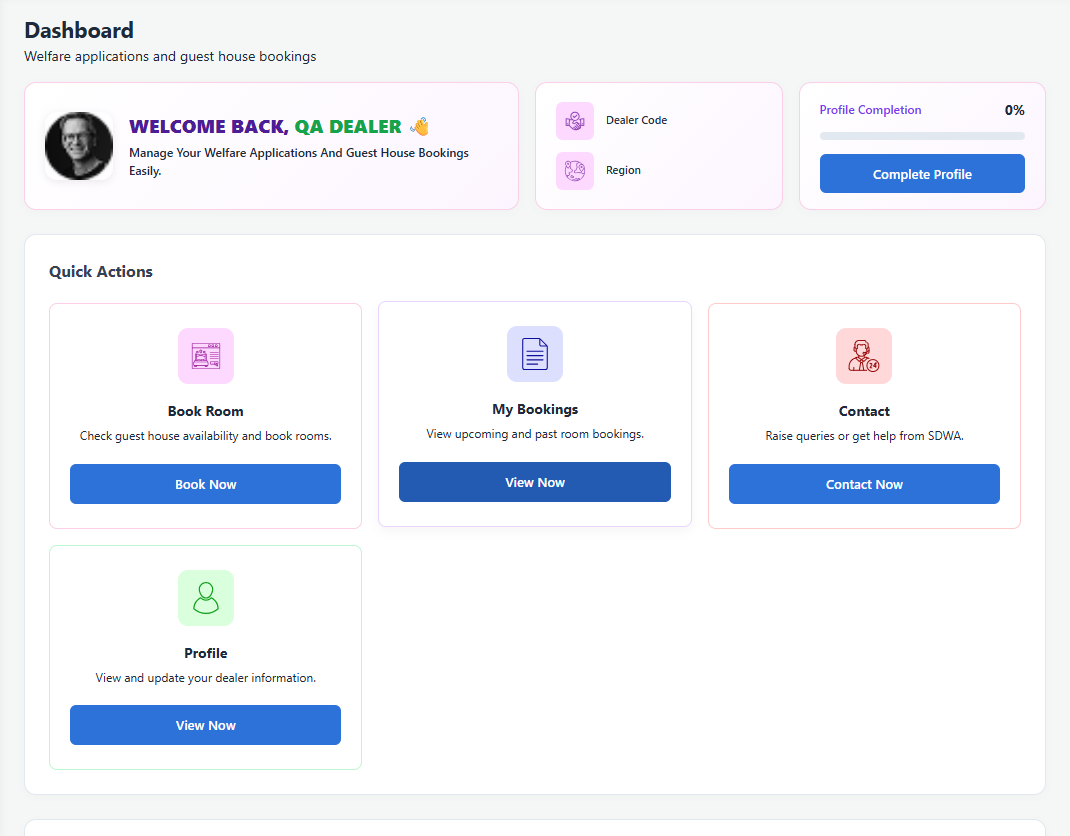 Dashboard
Welfare applications and guest house bookings
WELCOME BACK, QA DEALER 👋
Manage Your Welfare Applications And Guest House Bookings
Easily.
Dealer Code
Region
Profile Completion 0%
Complete Profile
Quick Actions
Book Room
Check guest house availability and book rooms.
Book Now
My Bookings
View upcoming and past room bookings.
View Now
Contact
Raise queries or get help from SDWA.
Contact Now
Profile
View and update your dealer information.
View Now